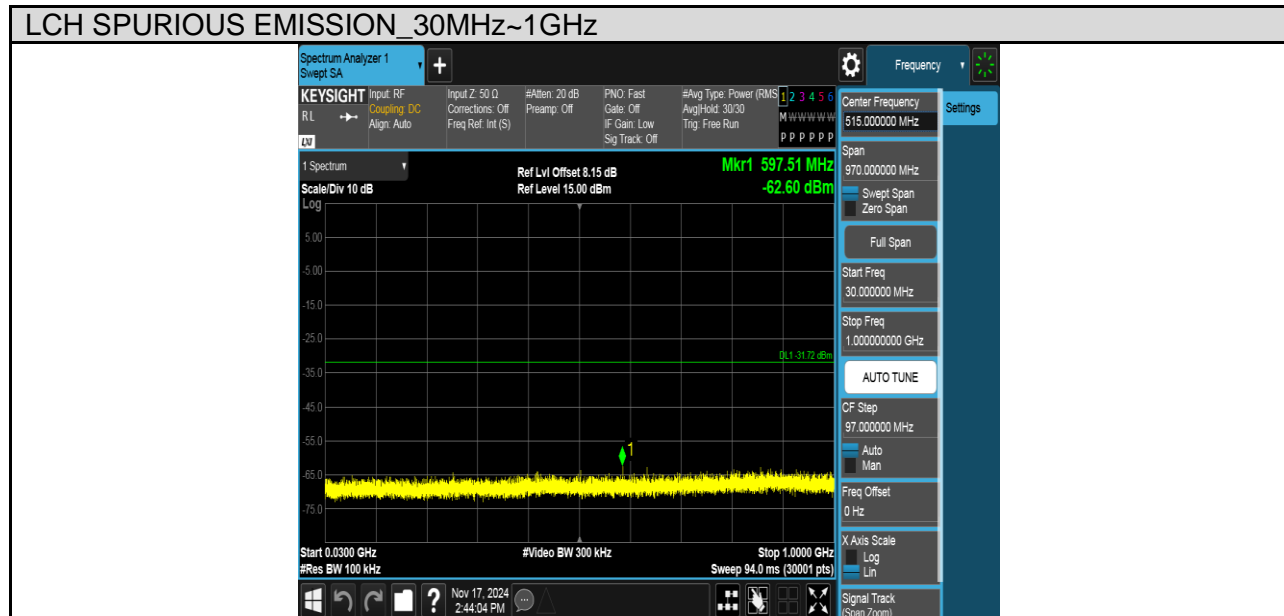 LCH SPURIOUS EMISSION_30MHz~1GHz
Spectrum Analyzer 1
Swept SA
Frequency
KEYSIGHT
RL
LXI
Input: RF
Coupling: DC
Align: Auto
Input Z: 50 Ω
Corrections: Off
Freq Ref: Int (S)
#Atten: 20 dB
Preamp: Off
PNO: Fast
Gate: Off
IF Gain: Low
Sig Track: Off
#Avg Type: Power (RMS
Avg|Hold: 30/30
Trig: Free Run
1 2 3 4 5 6
M W W W W W
P P P P P P
1 Spectrum
Scale/Div 10 dB
Log
Ref Lvl Offset 8.15 dB
Ref Level 15.00 dBm
Mkr1 597.51 MHz
-62.60 dBm
5.00
-5.00
-15.0
-25.0
DL1 -31.72 dBm
-35.0
-45.0
-55.0
1
-65.0
-75.0
Start 0.0300 GHz
#Res BW 100 kHz
#Video BW 300 kHz
Stop 1.0000 GHz
Sweep 94.0 ms (30001 pts)
Center Frequency
515.000000 MHz
Settings
Span
970.000000 MHz
Swept Span
Zero Span
Full Span
Start Freq
30.000000 MHz
Stop Freq
1.000000000 GHz
AUTO TUNE
CF Step
97.000000 MHz
Auto
Man
Freq Offset
0 Hz
X Axis Scale
Log
Lin
Signal Track
(Span Zoom)
?
Nov 17, 2024
2:44:04 PM